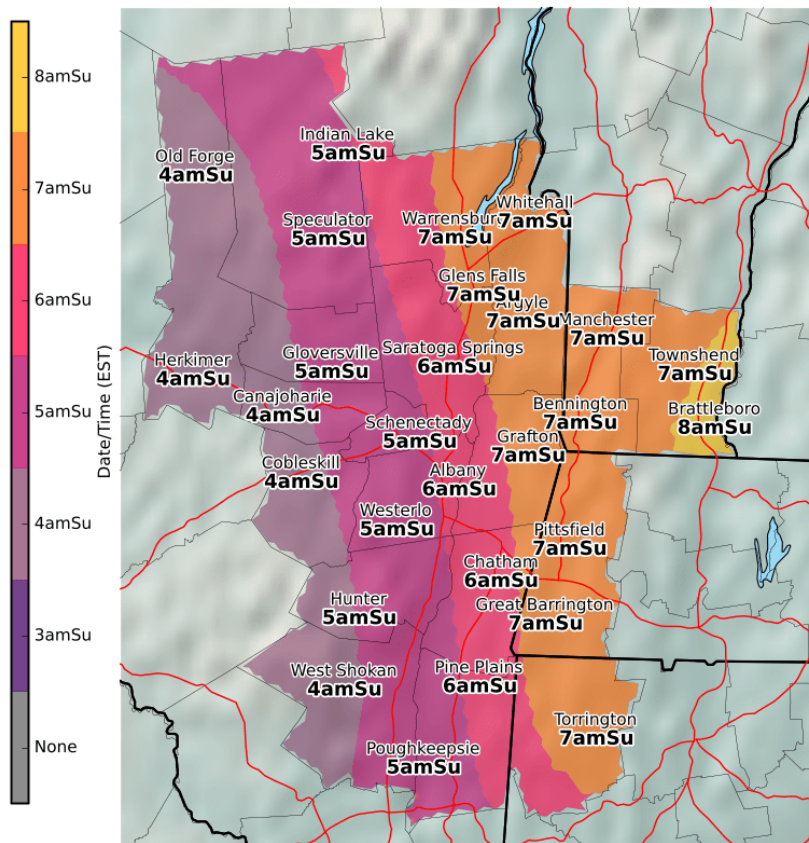 8amSu
7amSu
6amSu
5amSu
4amSu
3amSu
None
Date/Time (EST)
Indian Lake
5amSu
Old Forge
4amSu
Whitehall
7amSu
Speculator
5amSu
Warrensburg
7amSu
Glens Falls
7amSu
Argyle
7amSu
Manchester
7amSu
Saratoga Springs
6amSu
Gloversville
5amSu
Herkimer
4amSu
Townshend
7amSu
Canajoharie
4amSu
Bennington
7amSu
Brattleboro
8amSu
Schenectady
5amSu
Grafton
7amSu
Cobleskill
4amSu
Albany
6amSu
Westerlo
5amSu
Pittsfield
7amSu
Chatham
6amSu
Hunter
5amSu
Great Barrington
7amSu
West Shokan
4amSu
Pine Plains
6amSu
Torrington
7amSu
Poughkeepsie
5amSu